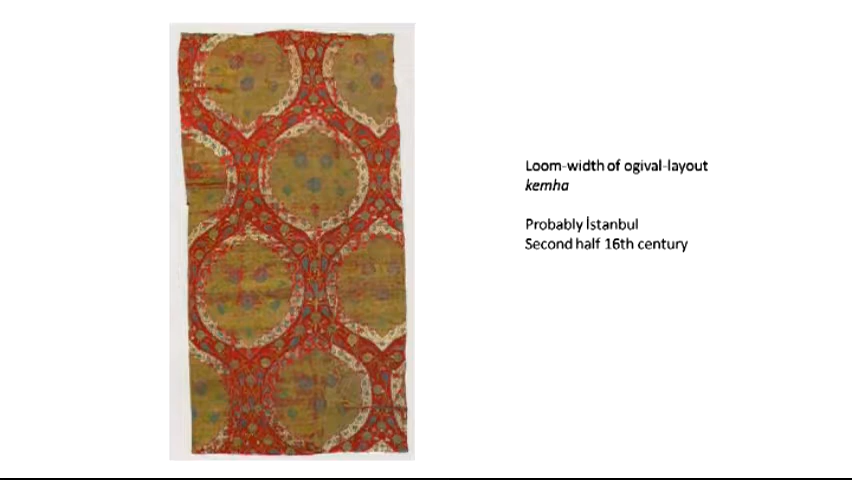 Loom-width of ogival-layout
kemha
Probably İstanbul
Second half 16th century